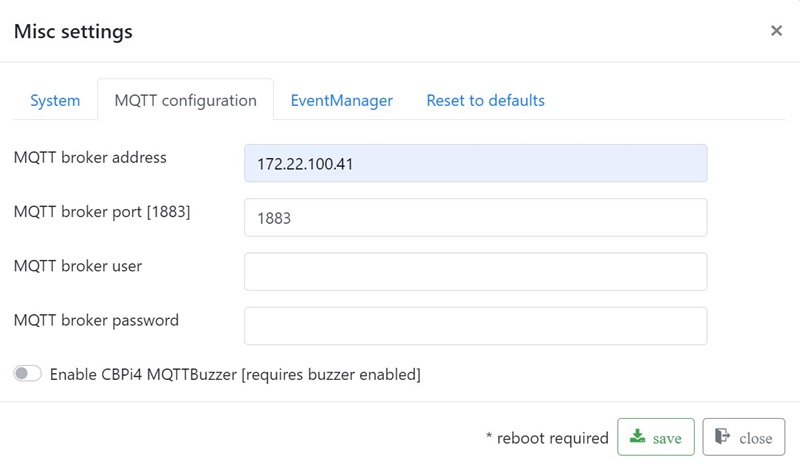 Misc settings ×
System MQTT configuration EventManager Reset to defaults
MQTT broker address 172.22.100.41
MQTT broker port [1883] 1883
MQTT broker user
MQTT broker password
Enable CBPi4 MQTTBuzzer [requires buzzer enabled]
* reboot required save close